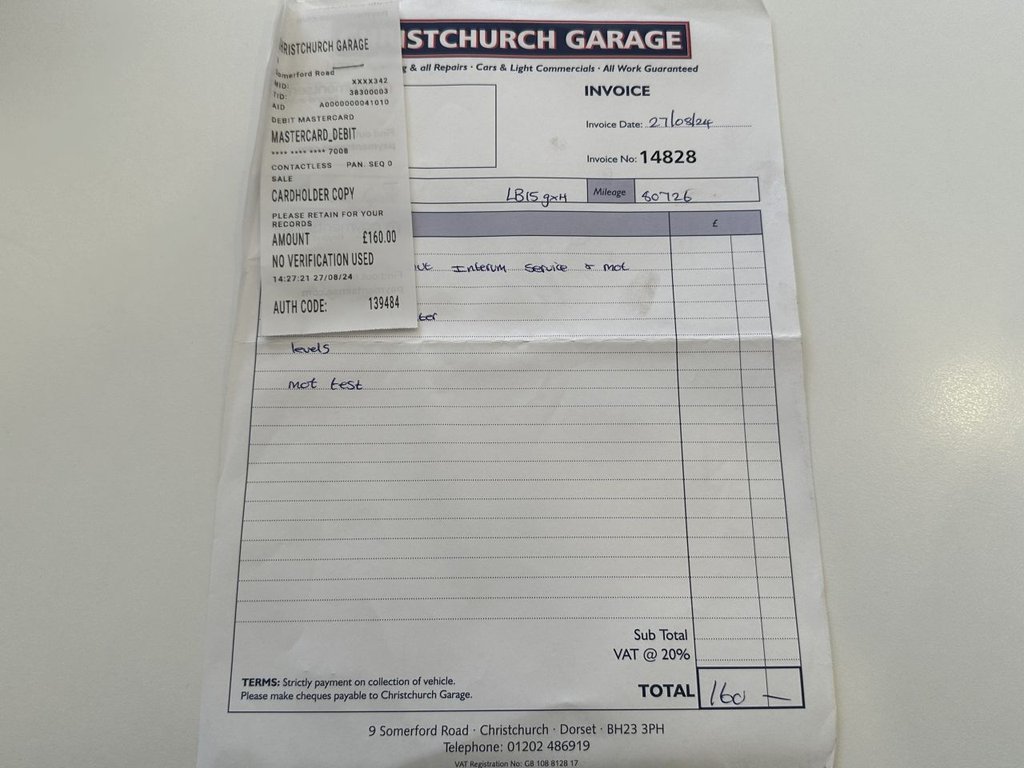 HRISTCHURCH GARAGE
Somerford Road
MID: XXXX342
TID: 38300003
AID A0000000041010
DEBIT MASTERCARD
MASTERCARD_DEBIT
**** **** **** 7008
CONTACTLESS PAN. SEQ 0
SALE
CARDHOLDER COPY
PLEASE RETAIN FOR YOUR
RECORDS
AMOUNT £160.00
NO VERIFICATION USED
14:27:21 27/08/24
AUTH CODE: 139484
ISTCHURCH GARAGE
g & all Repairs · Cars & Light Commercials · All Work Guaranteed
INVOICE
Invoice Date: 27/08/24
Invoice No: 14828
LB15 gxH Mileage 80726
£
ut Interum Service & mot
ter
levels
mot test
Sub Total
VAT @ 20%
TOTAL 160 —
TERMS: Strictly payment on collection of vehicle.
Please make cheques payable to Christchurch Garage.
9 Somerford Road · Christchurch · Dorset · BH23 3PH
Telephone: 01202 486919
VAT Registration No: GB 108 8128 17